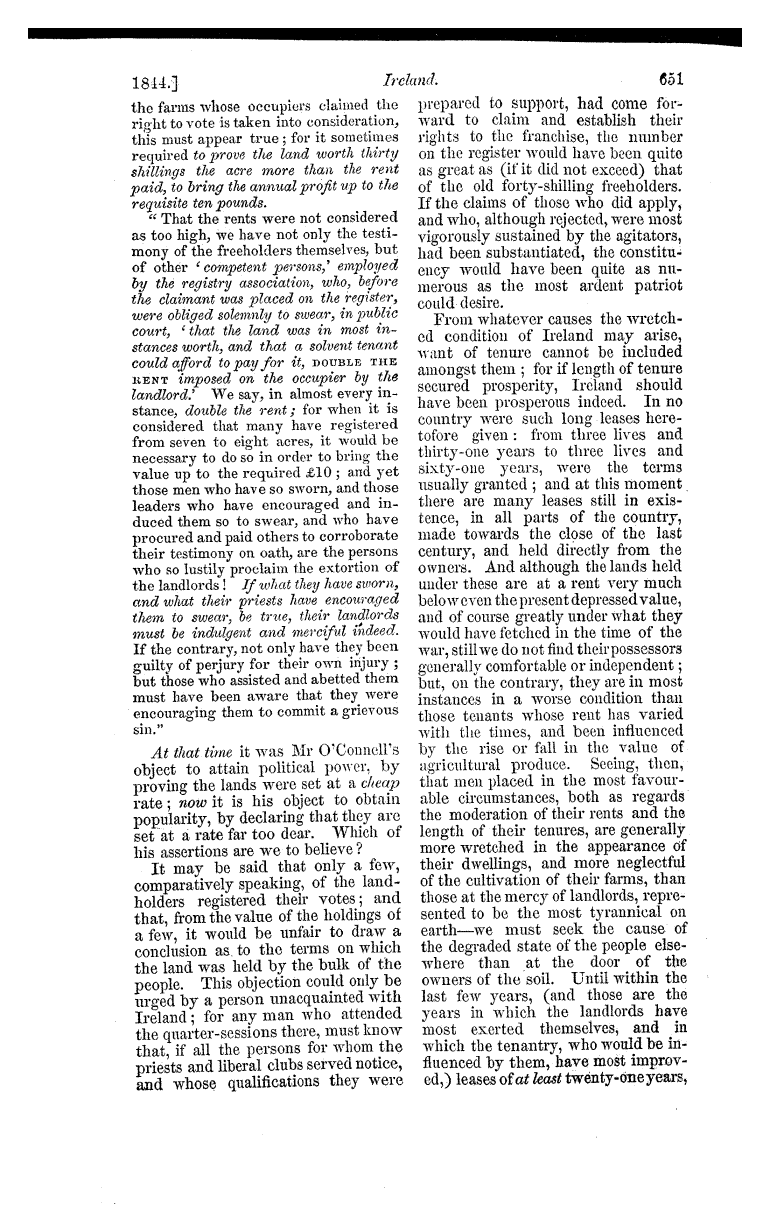 1844.] Ireland. 651
the farms whose occupiers claimed the
right to vote is taken into consideration,
this must appear true; for it sometimes
required to prove the land worth thirty
shillings the acre more than the rent
paid, to bring the annual profit up to the
requisite ten pounds.
“ That the rents were not considered
as too high, we have not only the testi-
mony of the freeholders themselves, but
of other ‘ competent persons,’ employed
by the registry association, who, before
the claimant was placed on the register,
were obliged solemnly to swear, in public
court, ‘ that the land was in most in-
stances worth, and that a solvent tenant
could afford to pay for it, DOUBLE THE
RENT imposed on the occupier by the
landlord.’ We say, in almost every in-
stance, double the rent; for when it is
considered that many have registered
from seven to eight acres, it would be
necessary to do so in order to bring the
value up to the required £10; and yet
those men who have so sworn, and those
leaders who have encouraged and in-
duced them so to swear, and who have
procured and paid others to corroborate
their testimony on oath, are the persons
who so lustily proclaim the extortion of
the landlords! If what they have sworn,
and what their priests have encouraged
them to swear, be true, their landlords
must be indulgent and merciful indeed.
If the contrary, not only have they been
guilty of perjury for their own injury;
but those who assisted and abetted them
must have been aware that they were
encouraging them to commit a grievous
sin.”
At that time it was Mr O’Connell’s
object to attain political power, by
proving the lands were set at a cheap
rate; now it is his object to obtain
popularity, by declaring that they are
set at a rate far too dear. Which of
his assertions are we to believe?
It may be said that only a few,
comparatively speaking, of the land-
holders registered their votes; and
that, from the value of the holdings of
a few, it would be unfair to draw a
conclusion as to the terms on which
the land was held by the bulk of the
people. This objection could only be
urged by a person unacquainted with
Ireland; for any man who attended
the quarter-sessions there, must know
that, if all the persons for whom the
priests and liberal clubs served notice,
and whose qualifications they were
prepared to support, had come for-
ward to claim and establish their
rights to the franchise, the number
on the register would have been quite
as great as (if it did not exceed) that
of the old forty-shilling freeholders.
If the claims of those who did apply,
and who, although rejected, were most
vigorously sustained by the agitators,
had been substantiated, the constitu-
ency would have been quite as nu-
merous as the most ardent patriot
could desire.
From whatever causes the wretch-
ed condition of Ireland may arise,
want of tenure cannot be included
amongst them; for if length of tenure
secured prosperity, Ireland should
have been prosperous indeed. In no
country were such long leases here-
tofore given: from three lives and
thirty-one years to three lives and
sixty-one years, were the terms
usually granted; and at this moment
there are many leases still in exis-
tence, in all parts of the country,
made towards the close of the last
century, and held directly from the
owners. And although the lands held
under these are at a rent very much
below even the present depressed value,
and of course greatly under what they
would have fetched in the time of the
war, still we do not find their possessors
generally comfortable or independent;
but, on the contrary, they are in most
instances in a worse condition than
those tenants whose rent has varied
with the times, and been influenced
by the rise or fall in the value of
agricultural produce. Seeing, then,
that men placed in the most favour-
able circumstances, both as regards
the moderation of their rents and the
length of their tenures, are generally
more wretched in the appearance of
their dwellings, and more neglectful
of the cultivation of their farms, than
those at the mercy of landlords, repre-
sented to be the most tyrannical on
earth—we must seek the cause of
the degraded state of the people else-
where than at the door of the
owners of the soil. Until within the
last few years, (and those are the
years in which the landlords have
most exerted themselves, and in
which the tenantry, who would be in-
fluenced by them, have most improv-
ed,) leases of at least twenty-one years,